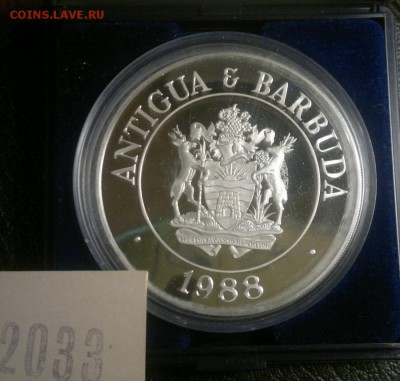 COINS.LAVE.RU
ANTIGUA & BARBUDA
1988
2033